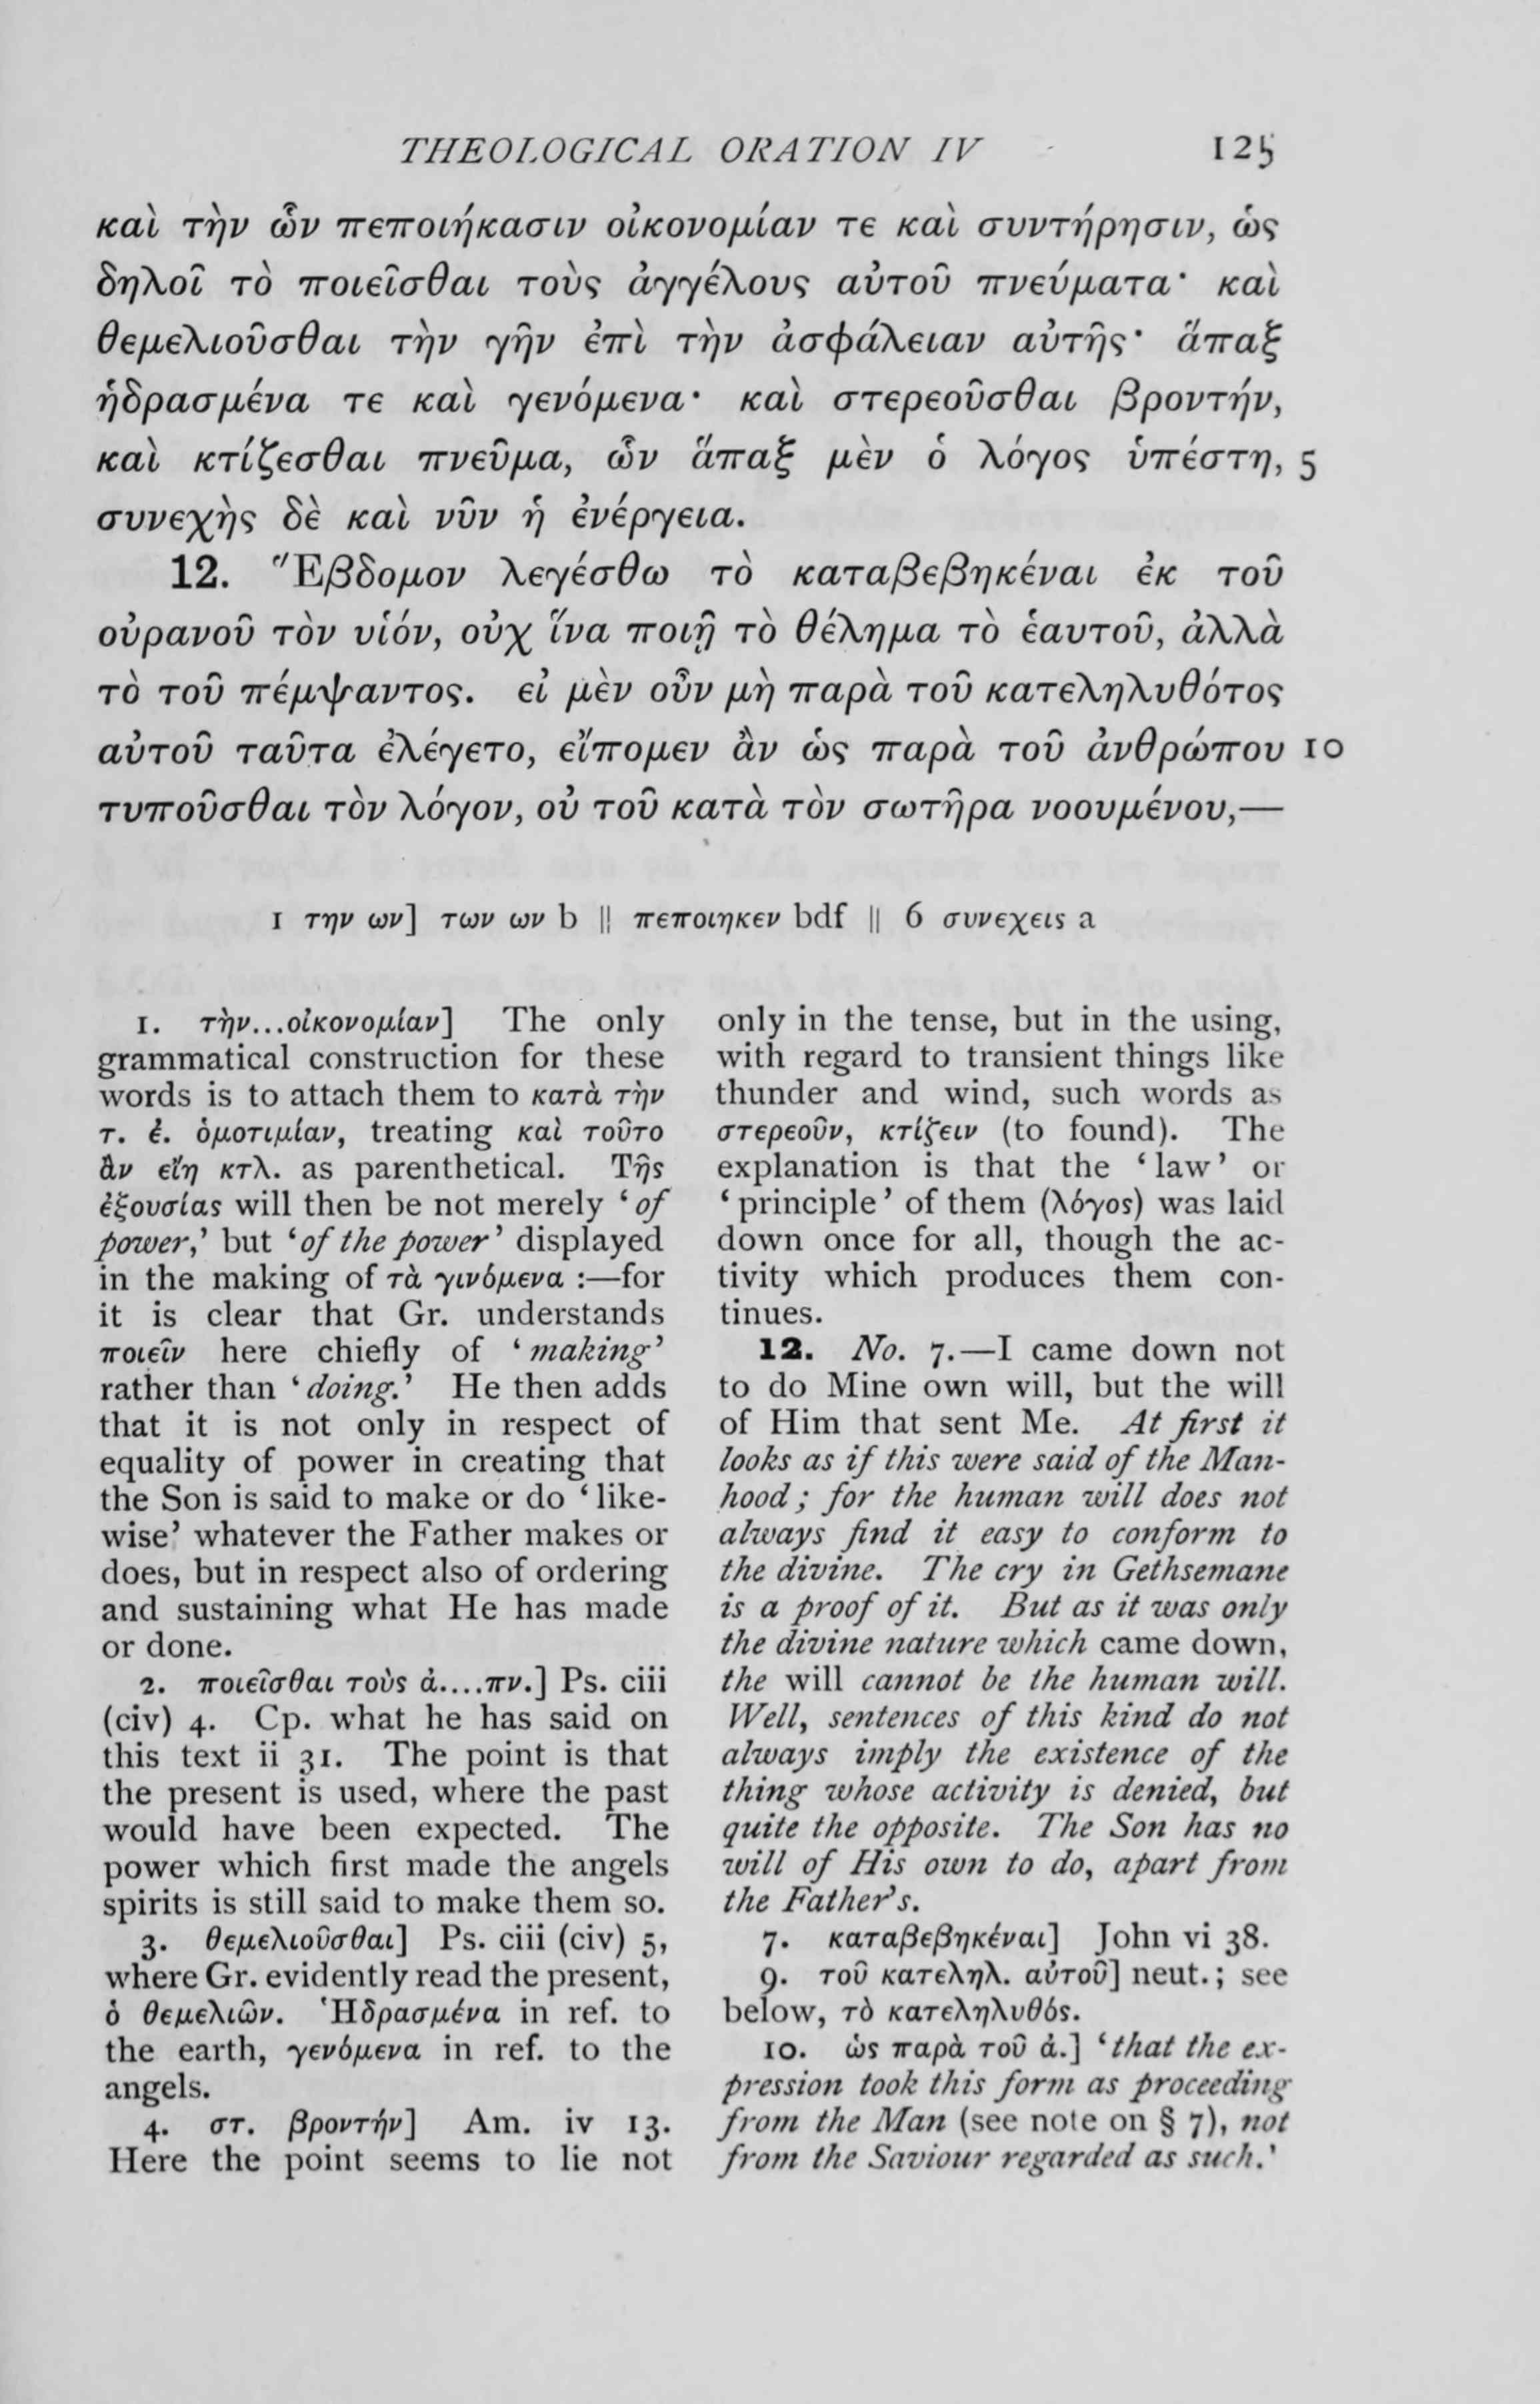 THEOLOGICAL ORATION IV 125
καὶ τὴν ὧν πεποιήκασιν οἰκονομίαν τε καὶ συντήρησιν, ὡς
δηλοῖ τὸ ποιεῖσθαι τοὺς ἀγγέλους αὐτοῦ πνεύματα· καὶ
θεμελιοῦσθαι τὴν γῆν ἐπὶ τὴν ἀσφάλειαν αὐτῆς· ἅπαξ
ἡδρασμένα τε καὶ γενόμενα· καὶ στερεοῦσθαι βροντήν,
καὶ κτίζεσθαι πνεῦμα, ὧν ἅπαξ μὲν ὁ λόγος ὑπέστη, 5
συνεχὴς δὲ καὶ νῦν ἡ ἐνέργεια.
12. Ἕβδομον λεγέσθω τὸ καταβεβηκέναι ἐκ τοῦ
οὐρανοῦ τὸν υἱόν, οὐχ ἵνα ποιῇ τὸ θέλημα τὸ ἑαυτοῦ, ἀλλὰ
τὸ τοῦ πέμψαντος. εἰ μὲν οὖν μὴ παρὰ τοῦ κατεληλυθότος
αὐτοῦ ταῦτα ἐλέγετο, εἴπομεν ἂν ὡς παρὰ τοῦ ἀνθρώπου 10
τυποῦσθαι τὸν λόγον, οὐ τοῦ κατὰ τὸν σωτῆρα νοουμένου,—
1 την ων] των ων b || πεποιηκεν bdf || 6 συνεχεις a
1. τὴν...οἰκονομίαν] The only
grammatical construction for these
words is to attach them to κατὰ τὴν
τ. ἐ. ὁμοτιμίαν, treating καὶ τοῦτο
ἂν εἴη κτλ. as parenthetical. Τῆς
ἐξουσίας will then be not merely ‘of
power,’ but ‘of the power’ displayed
in the making of τὰ γινόμενα :—for
it is clear that Gr. understands
ποιεῖν here chiefly of ‘making’
rather than ‘doing.’ He then adds
that it is not only in respect of
equality of power in creating that
the Son is said to make or do ‘like-
wise’ whatever the Father makes or
does, but in respect also of ordering
and sustaining what He has made
or done.
2. ποιεῖσθαι τοὺς ἀ....πν.] Ps. ciii
(civ) 4. Cp. what he has said on
this text ii 31. The point is that
the present is used, where the past
would have been expected. The
power which first made the angels
spirits is still said to make them so.
3. θεμελιοῦσθαι] Ps. ciii (civ) 5,
where Gr. evidently read the present,
ὁ θεμελιῶν. Ἡδρασμένα in ref. to
the earth, γενόμενα in ref. to the
angels.
4. στ. βροντήν] Am. iv 13.
Here the point seems to lie not
only in the tense, but in the using,
with regard to transient things like
thunder and wind, such words as
στερεοῦν, κτίζειν (to found). The
explanation is that the ‘law’ or
‘principle’ of them (λόγος) was laid
down once for all, though the ac-
tivity which produces them con-
tinues.
12. No. 7.—I came down not
to do Mine own will, but the will
of Him that sent Me. At first it
looks as if this were said of the Man-
hood; for the human will does not
always find it easy to conform to
the divine. The cry in Gethsemane
is a proof of it. But as it was only
the divine nature which came down,
the will cannot be the human will.
Well, sentences of this kind do not
always imply the existence of the
thing whose activity is denied, but
quite the opposite. The Son has no
will of His own to do, apart from
the Father's.
7. καταβεβηκέναι] John vi 38.
9. τοῦ κατεληλ. αὐτοῦ] neut.; see
below, τὸ κατεληλυθός.
10. ὡς παρὰ τοῦ ἀ.] ‘that the ex-
pression took this form as proceeding
from the Man (see note on § 7), not
from the Saviour regarded as such.’